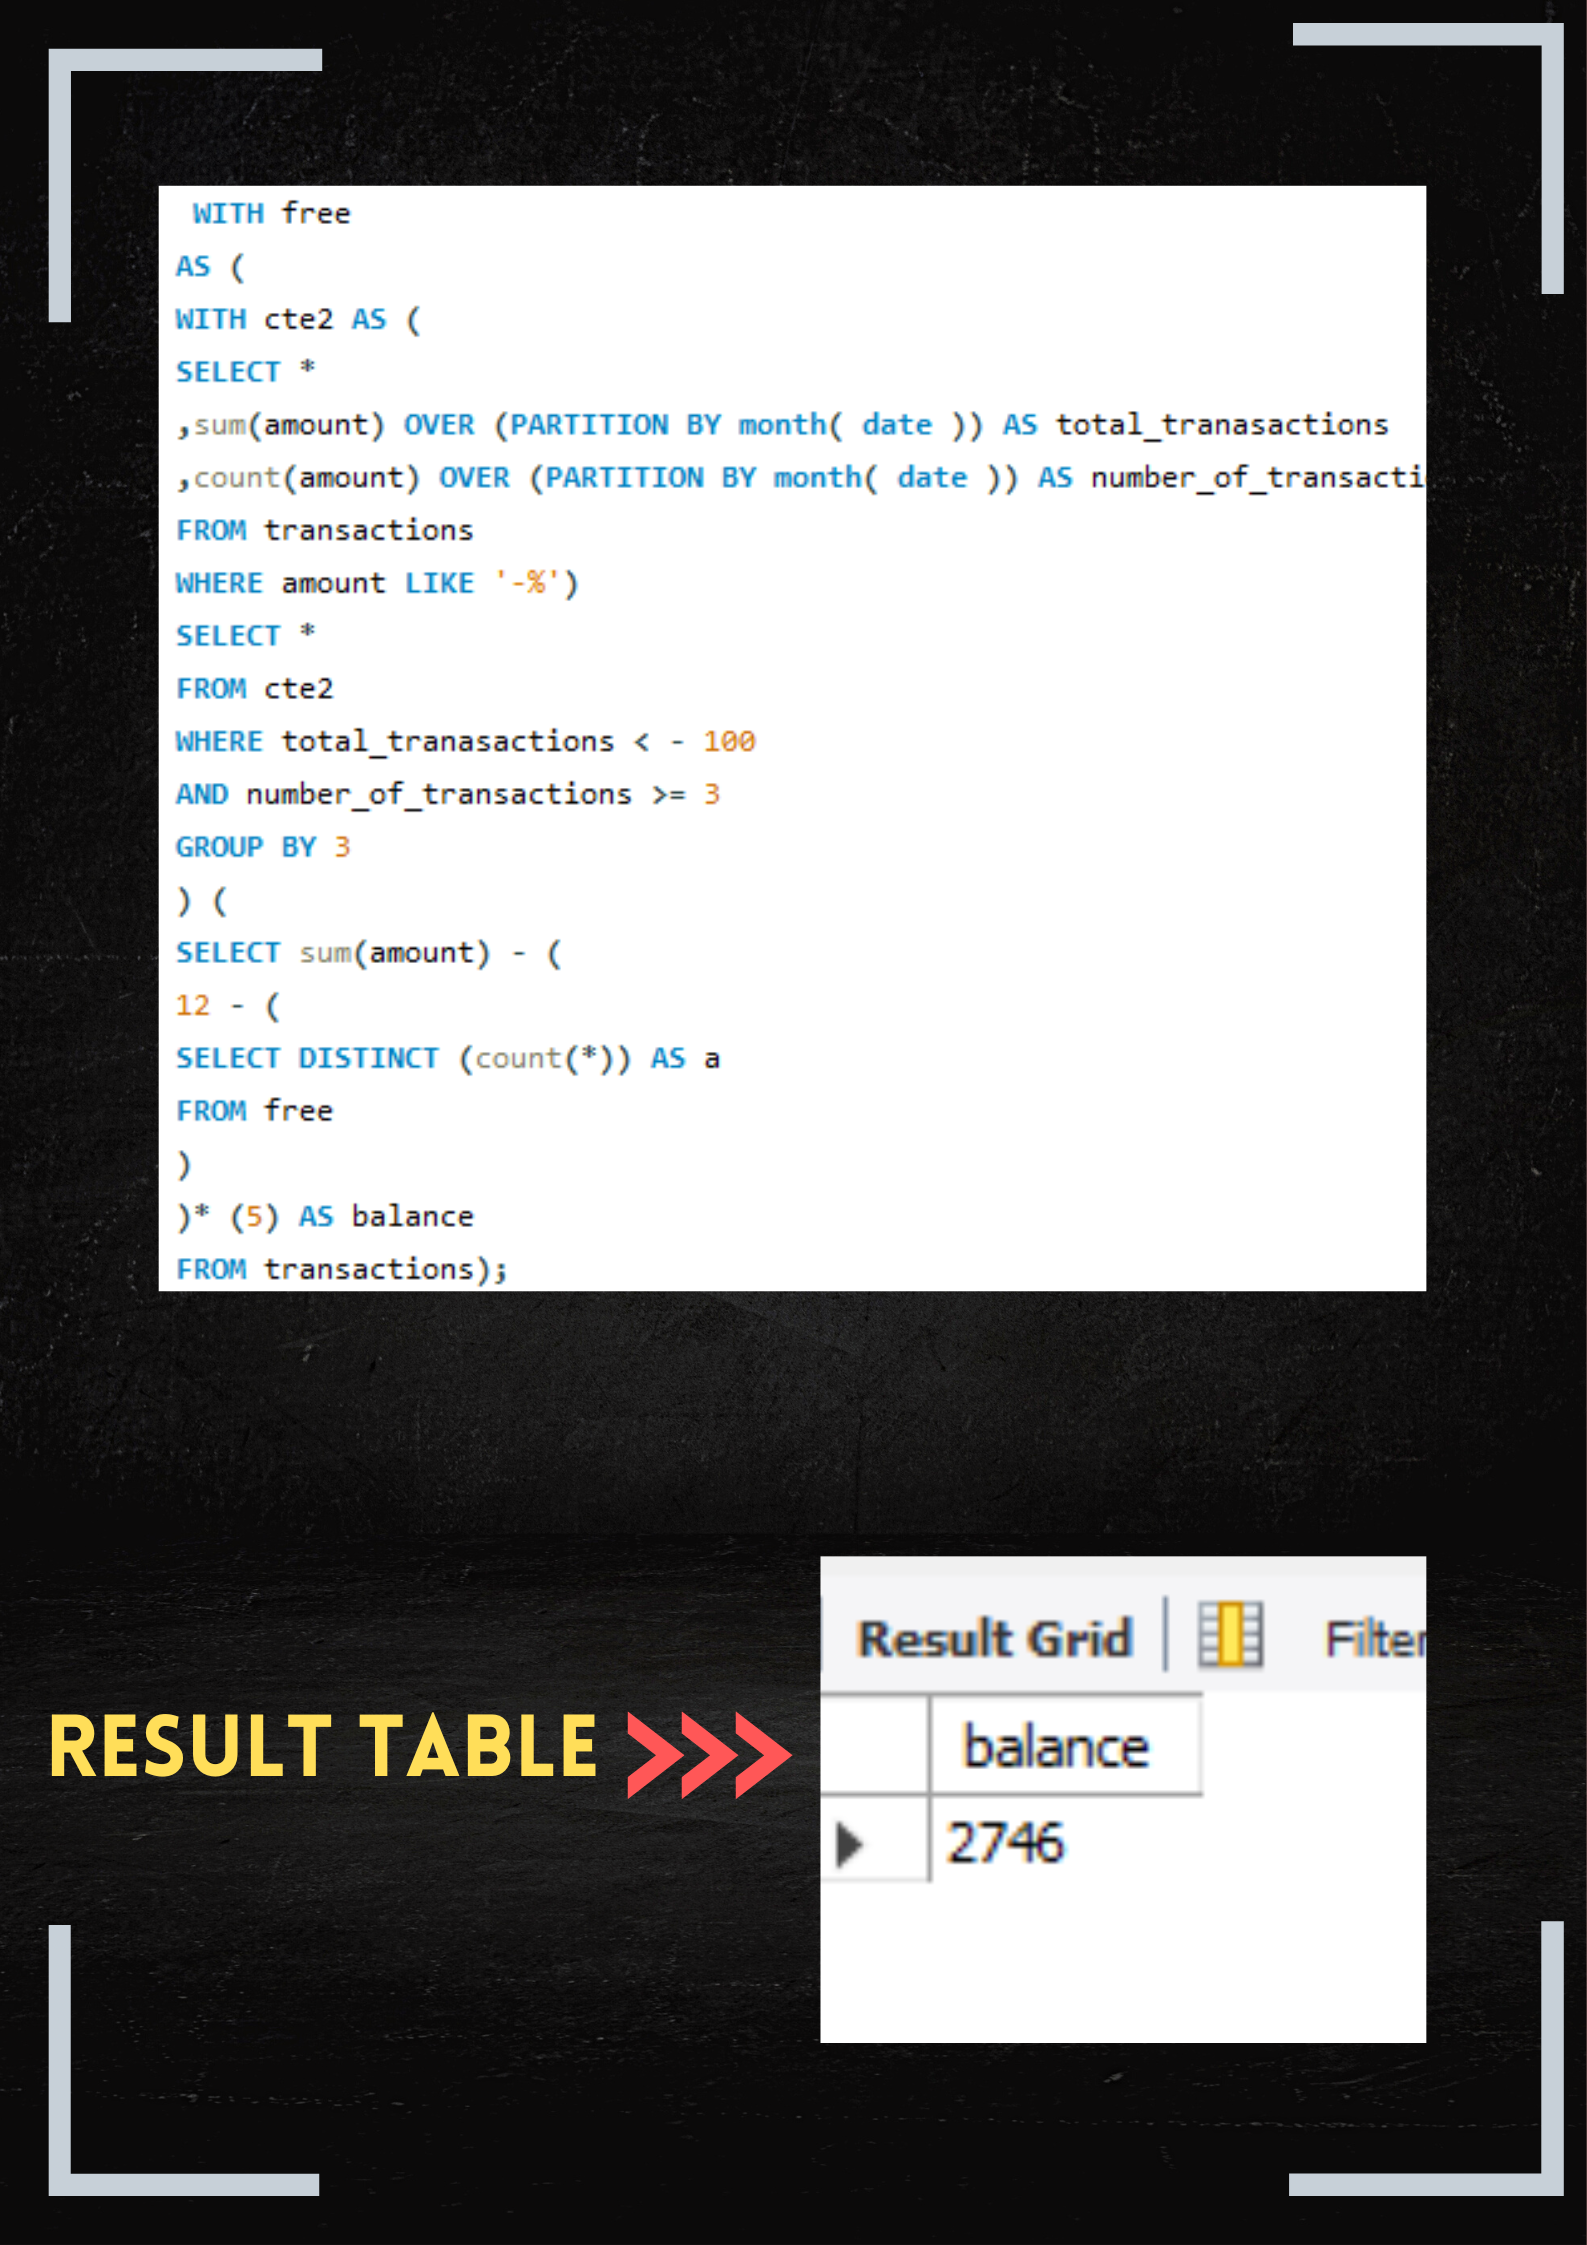 WITH free
AS (
WITH cte2 AS (
SELECT *
,sum(amount) OVER (PARTITION BY month( date )) AS total_tranasactions
,count(amount) OVER (PARTITION BY month( date )) AS number_of_transacti
FROM transactions
WHERE amount LIKE '-%')
SELECT *
FROM cte2
WHERE total_tranasactions < - 100
AND number_of_transactions >= 3
GROUP BY 3
) (
SELECT sum(amount) - (
12 - (
SELECT DISTINCT (count(*)) AS a
FROM free
)
)* (5) AS balance
FROM transactions);
Result Grid Filter
RESULT TABLE
balance
2746